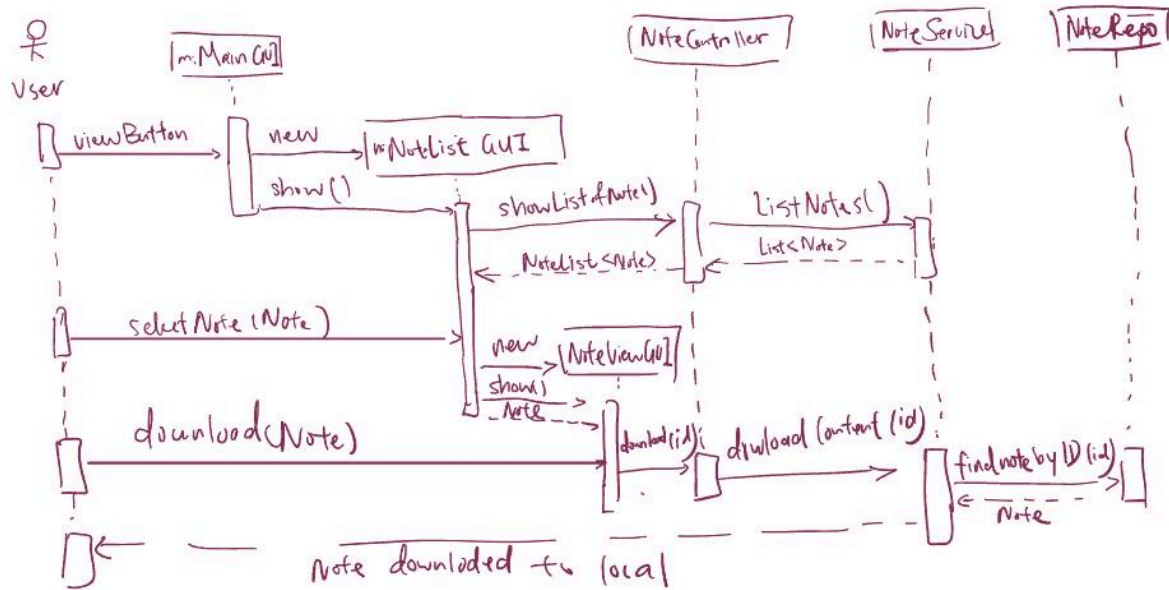 User
m:MainGUI
NoteController
NoteService
NoteRepo
viewButton
new
NoteList GUI
show()
showListofNote()
ListNotes()
NoteList<Note>
List<Note>
selectNote(Note)
new
NoteViewGUI
show()
Note
download(Note)
download(id)
download Content (id)
findnotebyID(id)
Note
Note downloded to local